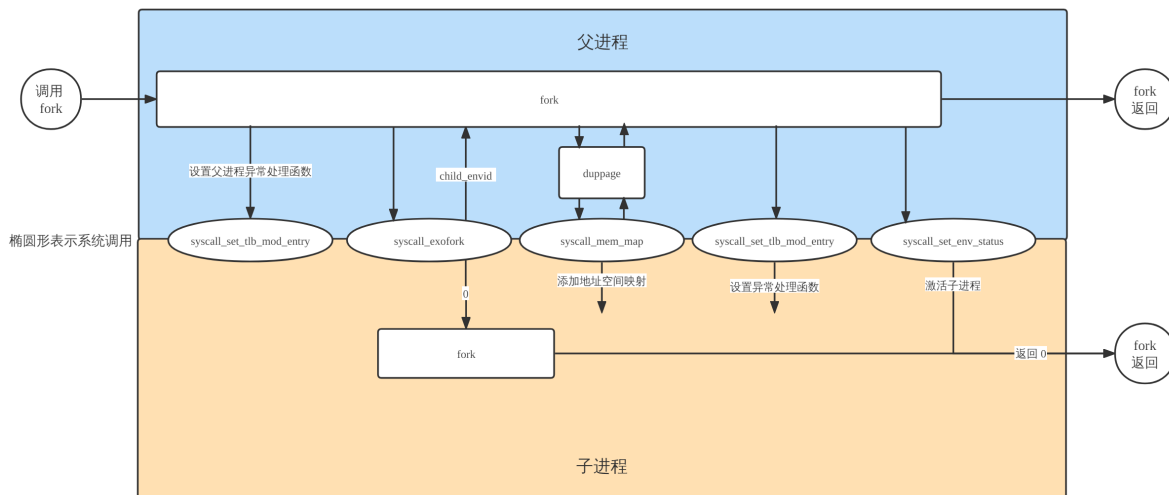 父进程
调用
fork
fork
fork
返回
设置父进程异常处理函数
child_envid
duppage
椭圆形表示系统调用
syscall_set_tlb_mod_entry
syscall_exofork
syscall_mem_map
syscall_set_tlb_mod_entry
syscall_set_env_status
0
添加地址空间映射
设置异常处理函数
激活子进程
fork
返回 0
fork
返回
子进程